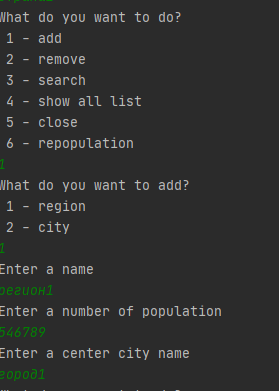 What do you want to do?
1 - add
2 - remove
3 - search
4 - show all list
5 - close
6 - repopulation
1
What do you want to add?
1 - region
2 - city
1
Enter a name
регион1
Enter a number of population
546789
Enter a center city name
город1